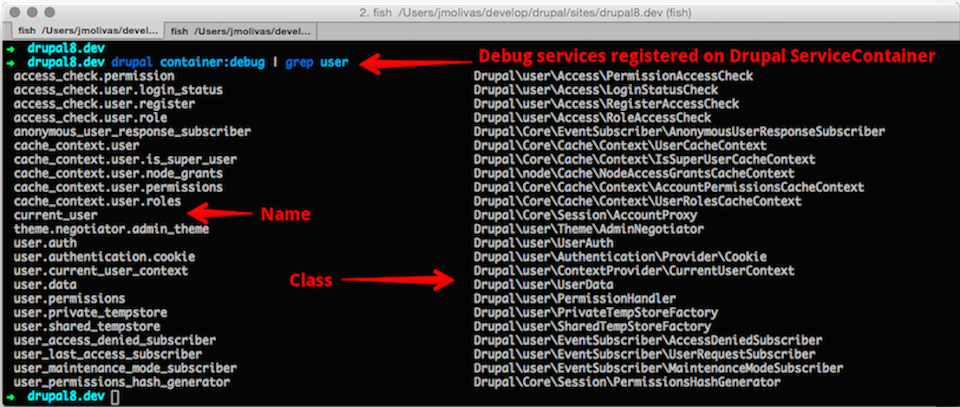 2. fish /Users/jmolivas/develop/drupal/sites/drupal8.dev (fish)
fish /Users/jmolivas/devel... fish /Users/jmolivas/devel...
➜ drupal8.dev
➜ drupal8.dev drupal container:debug | grep user Debug services registered on Drupal ServiceContainer
access_check.permission Drupal\user\Access\PermissionAccessCheck
access_check.user.login_status Drupal\user\Access\LoginStatusCheck
access_check.user.register Drupal\user\Access\RegisterAccessCheck
access_check.user.role Drupal\user\Access\RoleAccessCheck
anonymous_user_response_subscriber Drupal\Core\EventSubscriber\AnonymousUserResponseSubscriber
cache_context.user Drupal\Core\Cache\Context\UserCacheContext
cache_context.user.is_super_user Drupal\Core\Cache\Context\IsSuperUserCacheContext
cache_context.user.node_grants Drupal\node\Cache\NodeAccessGrantsCacheContext
cache_context.user.permissions Drupal\Core\Cache\Context\AccountPermissionsCacheContext
cache_context.user.roles Drupal\Core\Cache\Context\UserRolesCacheContext
current_user Name Drupal\Core\Session\AccountProxy
theme.negotiator.admin_theme Drupal\user\Theme\AdminNegotiator
user.auth Drupal\user\UserAuth
user.authentication.cookie Drupal\user\Authentication\Provider\Cookie
user.current_user_context Drupal\user\ContextProvider\CurrentUserContext
user.data Class Drupal\user\UserData
user.permissions Drupal\user\PermissionHandler
user.private_tempstore Drupal\user\PrivateTempStoreFactory
user.shared_tempstore Drupal\user\SharedTempStoreFactory
user_access_denied_subscriber Drupal\user\EventSubscriber\AccessDeniedSubscriber
user_last_access_subscriber Drupal\user\EventSubscriber\UserRequestSubscriber
user_maintenance_mode_subscriber Drupal\user\EventSubscriber\MaintenanceModeSubscriber
user_permissions_hash_generator Drupal\Core\Session\PermissionsHashGenerator
➜ drupal8.dev